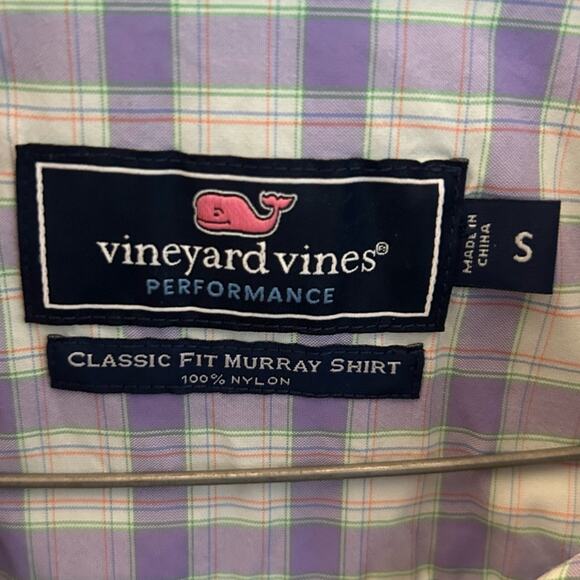 vineyard vines®
PERFORMANCE
MADE IN
CHINA
S
CLASSIC FIT MURRAY SHIRT
100% NYLON